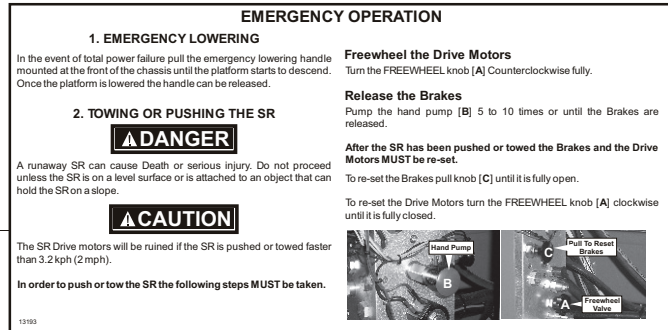 EMERGENCY OPERATION
1. EMERGENCY LOWERING
In the event of total power failure pull the emergency lowering handle
mounted at the front of the chassis until the platform starts to descend.
Once the platform is lowered the handle can be released.
2. TOWING OR PUSHING THE SR
DANGER
A runaway SR can cause Death or serious injury. Do not proceed
unless the SR is on a level surface or is attached to an object that can
hold the SR on a slope.
CAUTION
The SR Drive motors will be ruined if the SR is pushed or towed faster
than 3.2 kph (2 mph).
In order to push or tow the SR the following steps MUST be taken.
13193
Freewheel the Drive Motors
Turn the FREEWHEEL knob [A] Counterclockwise fully.
Release the Brakes
Pump the hand pump [B] 5 to 10 times or until the Brakes are
released.
After the SR has been pushed or towed the Brakes and the Drive
Motors MUST be re-set.
To re-set the Brakes pull knob [C] until it is fully open.
To re-set the Drive Motors turn the FREEWHEEL knob [A] clockwise
until it is fully closed.
Hand Pump
B
Pull To Reset
Brakes
C
A
Freewheel
Valve